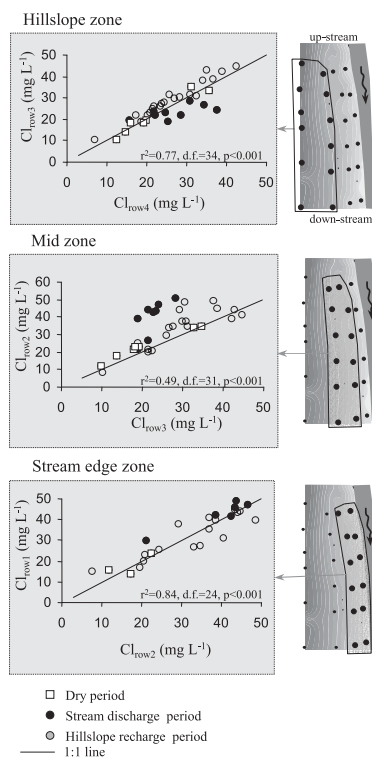 Hillslope zone
up-stream
Cl_row3 (mg L⁻¹)
50
40
30
20
10
0
r²=0.77, d.f.=34, p<0.001
0 10 20 30 40 50
Cl_row4 (mg L⁻¹)
down-stream
Mid zone
Cl_row2 (mg L⁻¹)
60
50
40
30
20
10
0
r²=0.49, d.f.=31, p<0.001
0 10 20 30 40 50
Cl_row3 (mg L⁻¹)
Stream edge zone
Cl_row1 (mg L⁻¹)
50
40
30
20
10
0
r²=0.84, d.f.=24, p<0.001
0 10 20 30 40 50
Cl_row2 (mg L⁻¹)
Dry period
Stream discharge period
Hillslope recharge period
1:1 line